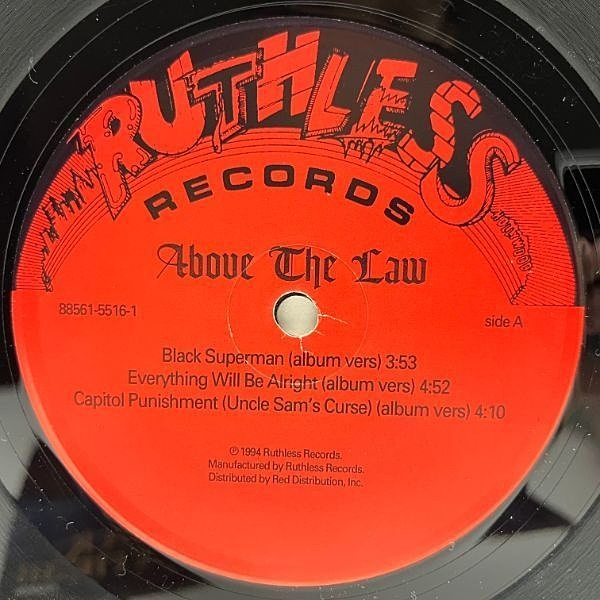 RUTHLESS
RECORDS
HOLLYWOOD
Above The Law
88561-5516-1
side A
Black Superman (album vers) 3:53
Everything Will Be Alright (album vers) 4:52
Capitol Punishment (Uncle Sam's Curse) (album vers) 4:10
℗ 1994 Ruthless Records.
Manufactured by Ruthless Records.
Distributed by Red Distribution, Inc.